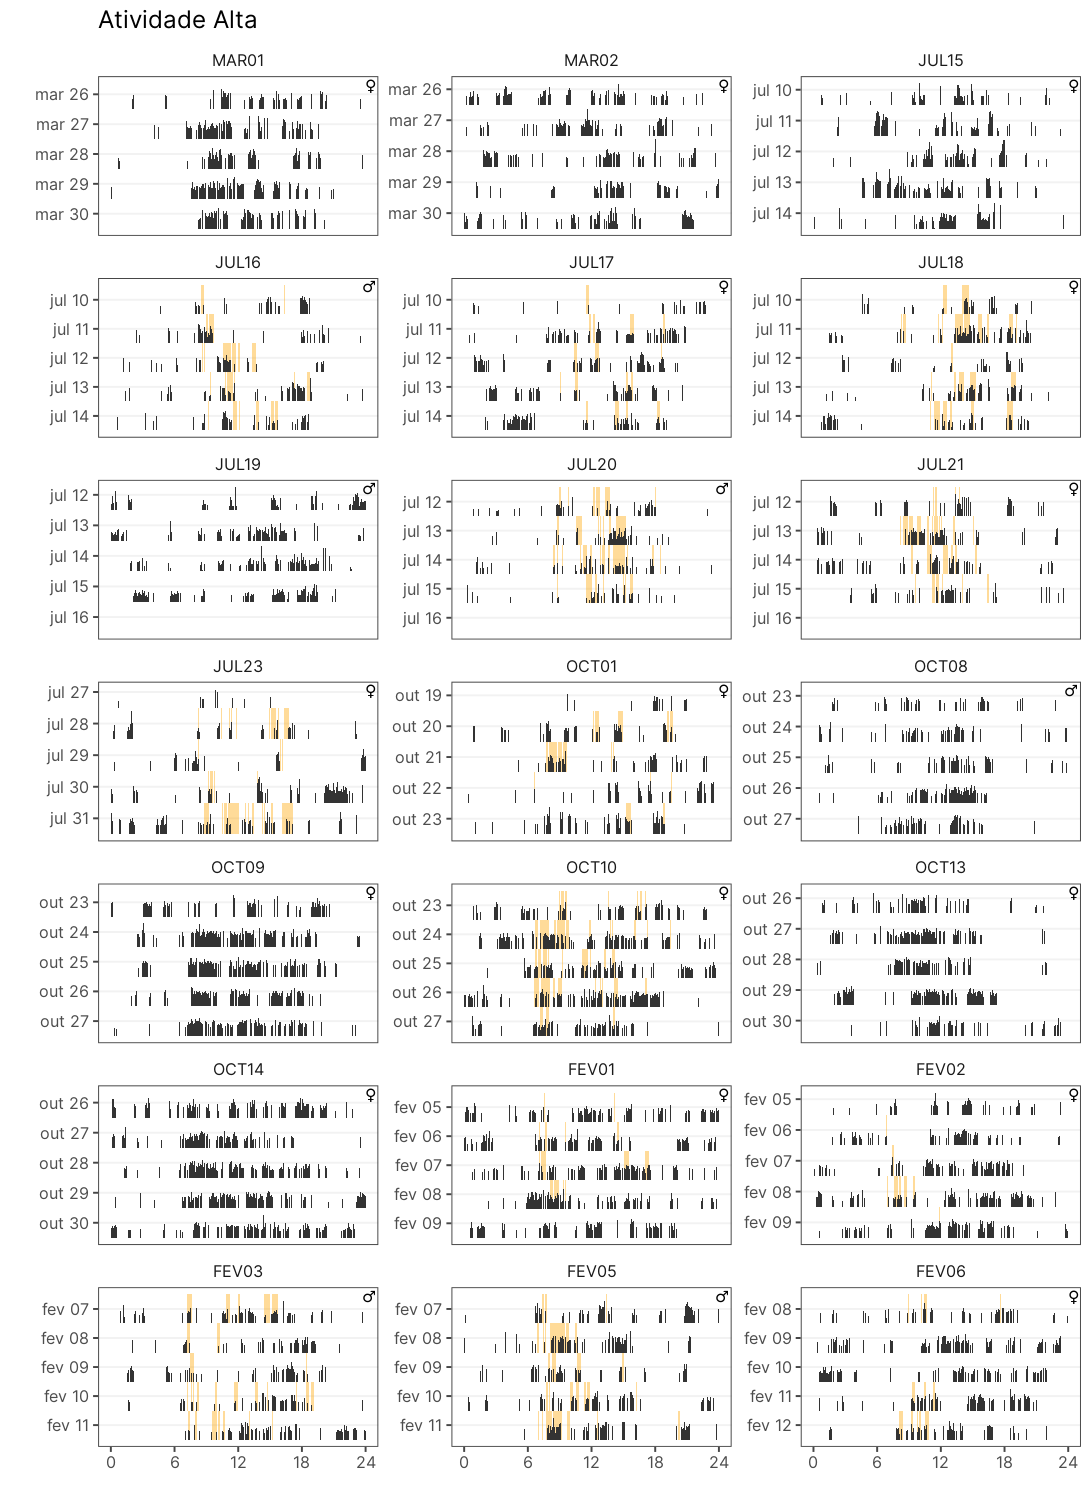 Atividade Alta
MAR01 MAR02 JUL15
♀ ♀ ♀
mar 26 mar 26 jul 10
mar 27 mar 27 jul 11
mar 28 mar 28 jul 12
mar 29 mar 29 jul 13
mar 30 mar 30 jul 14
JUL16 JUL17 JUL18
♂ ♀ ♀
jul 10 jul 10 jul 10
jul 11 jul 11 jul 11
jul 12 jul 12 jul 12
jul 13 jul 13 jul 13
jul 14 jul 14 jul 14
JUL19 JUL20 JUL21
♂ ♂ ♀
jul 12 jul 12 jul 12
jul 13 jul 13 jul 13
jul 14 jul 14 jul 14
jul 15 jul 15 jul 15
jul 16 jul 16 jul 16
JUL23 OCT01 OCT08
♀ ♀ ♂
jul 27 out 19 out 23
jul 28 out 20 out 24
jul 29 out 21 out 25
jul 30 out 22 out 26
jul 31 out 23 out 27
OCT09 OCT10 OCT13
♀ ♀ ♀
out 23 out 23 out 26
out 24 out 24 out 27
out 25 out 25 out 28
out 26 out 26 out 29
out 27 out 27 out 30
OCT14 FEV01 FEV02
♀ ♀ ♀
out 26 fev 05 fev 05
out 27 fev 06 fev 06
out 28 fev 07 fev 07
out 29 fev 08 fev 08
out 30 fev 09 fev 09
FEV03 FEV05 FEV06
♂ ♂ ♀
fev 07 fev 07 fev 08
fev 08 fev 08 fev 09
fev 09 fev 09 fev 10
fev 10 fev 10 fev 11
fev 11 fev 11 fev 12
0 6 12 18 24 0 6 12 18 24 0 6 12 18 24